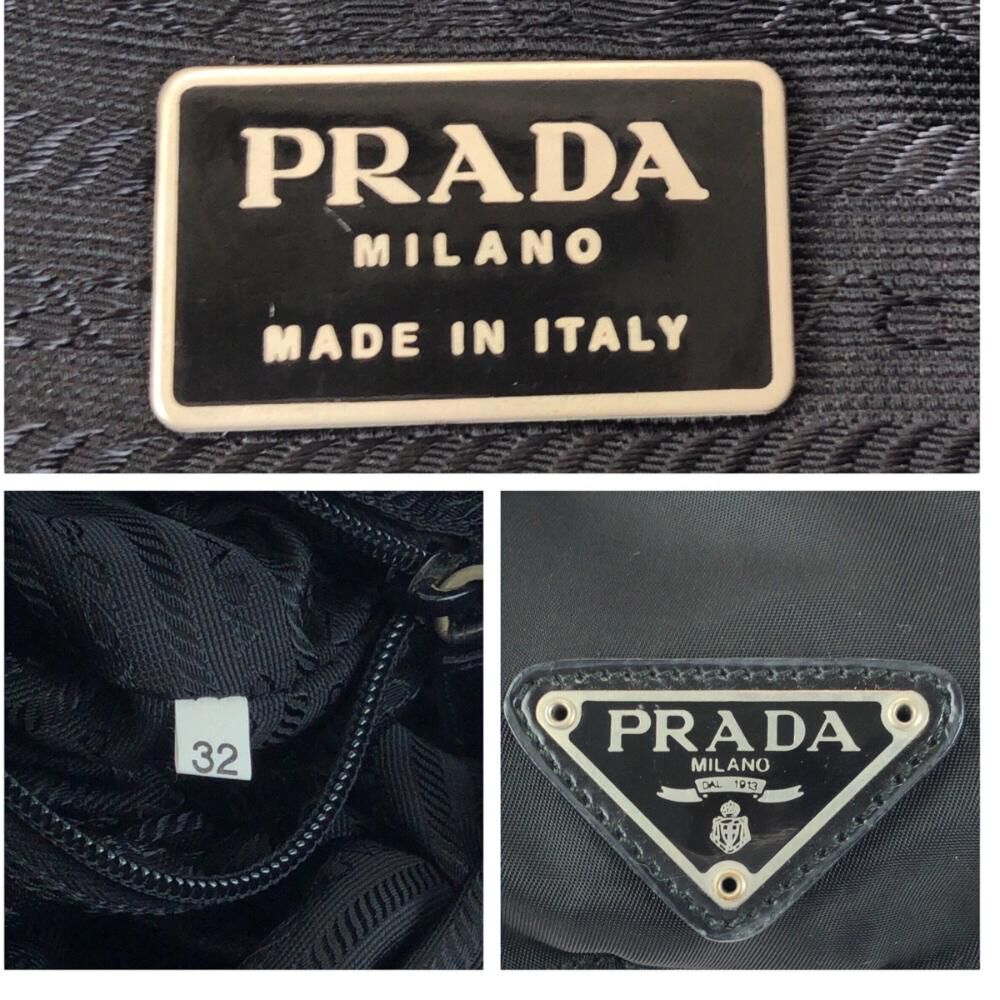 PRADA
MILANO
MADE IN ITALY
32
PRADA
MILANO
DAL 1913